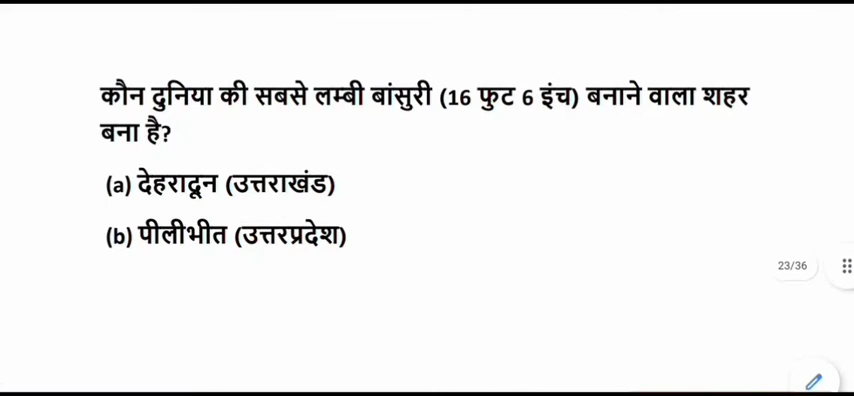 कौन दुनिया की सबसे लम्बी बांसुरी (16 फुट 6 इंच) बनाने वाला शहर
बना है?
(a) देहरादून (उत्तराखंड)
(b) पीलीभीत (उत्तरप्रदेश)
23/36